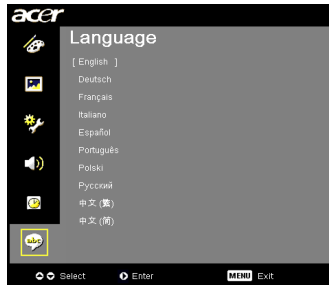 acer
Language
[ English ]
Deutsch
Français
Italiano
Español
Português
Polski
Русский
中文 (繁)
中文 (简)
abc
Select Enter MENU Exit